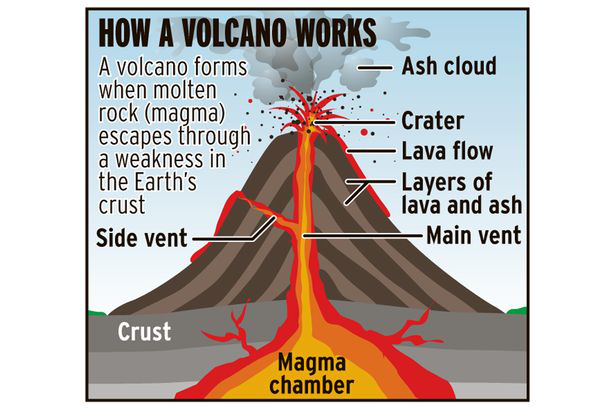 HOW A VOLCANO WORKS
A volcano forms
when molten
rock (magma)
escapes through
a weakness in
the Earth's
crust
Ash cloud
Crater
Lava flow
Layers of
lava and ash
Side vent
Main vent
Crust
Magma
chamber